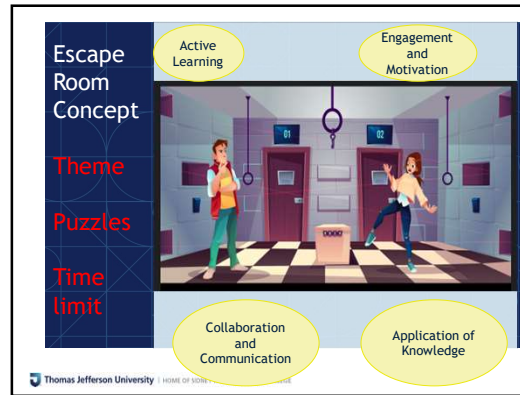 Escape
Room
Concept
Theme
Puzzles
Time
limit
Active
Learning
Engagement
and
Motivation
01
02
Collaboration
and
Communication
Application of
Knowledge
Thomas Jefferson University | HOME OF SIDNEY